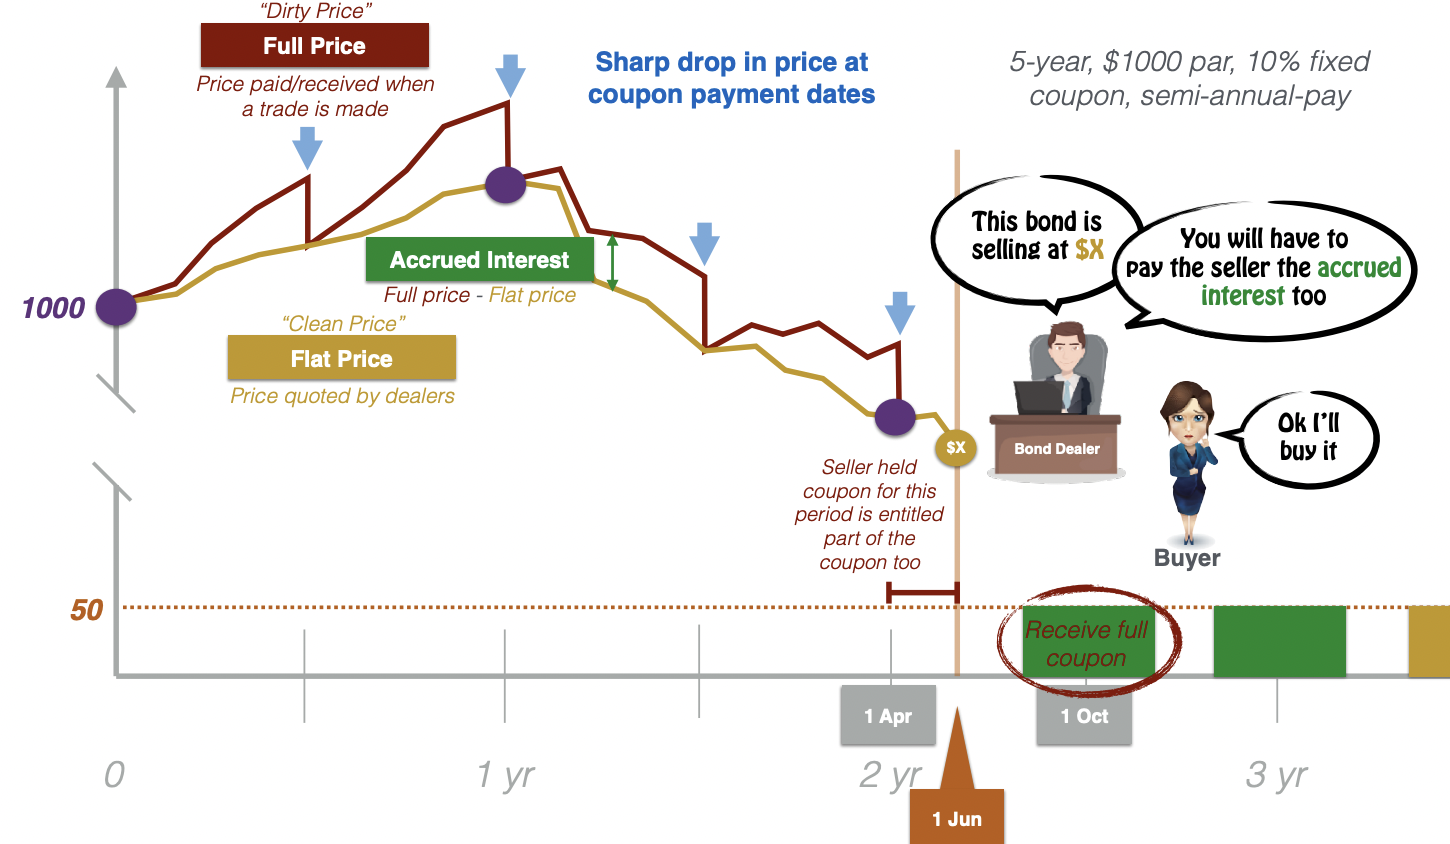 “Dirty Price”
Full Price
Price paid/received when
a trade is made
Sharp drop in price at
coupon payment dates
5-year, $1000 par, 10% fixed
coupon, semi-annual-pay
This bond is
selling at $X
You will have to
pay the seller the accrued
interest too
Accrued Interest
Full price - Flat price
1000
“Clean Price”
Flat Price
Price quoted by dealers
Bond Dealer
Ok I’ll
buy it
$X
Seller held
coupon for this
period is entitled
part of the
coupon too
Buyer
50
Receive full
coupon
1 Apr
1 Oct
0
1 yr
2 yr
3 yr
1 Jun